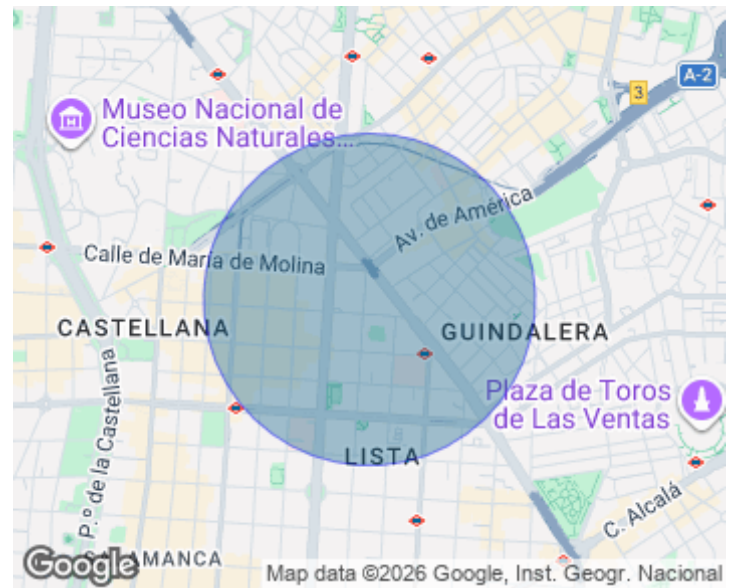 A-2
3
Museo Nacional de
Ciencias Naturales...
Av. de América
Calle de María de Molina
CASTELLANA
GUINDALERA
P.º de la Castellana
Plaza de Toros
de Las Ventas
LISTA
C. Alcalá
SALAMANCA
Google
Map data ©2026 Google, Inst. Geogr. Nacional